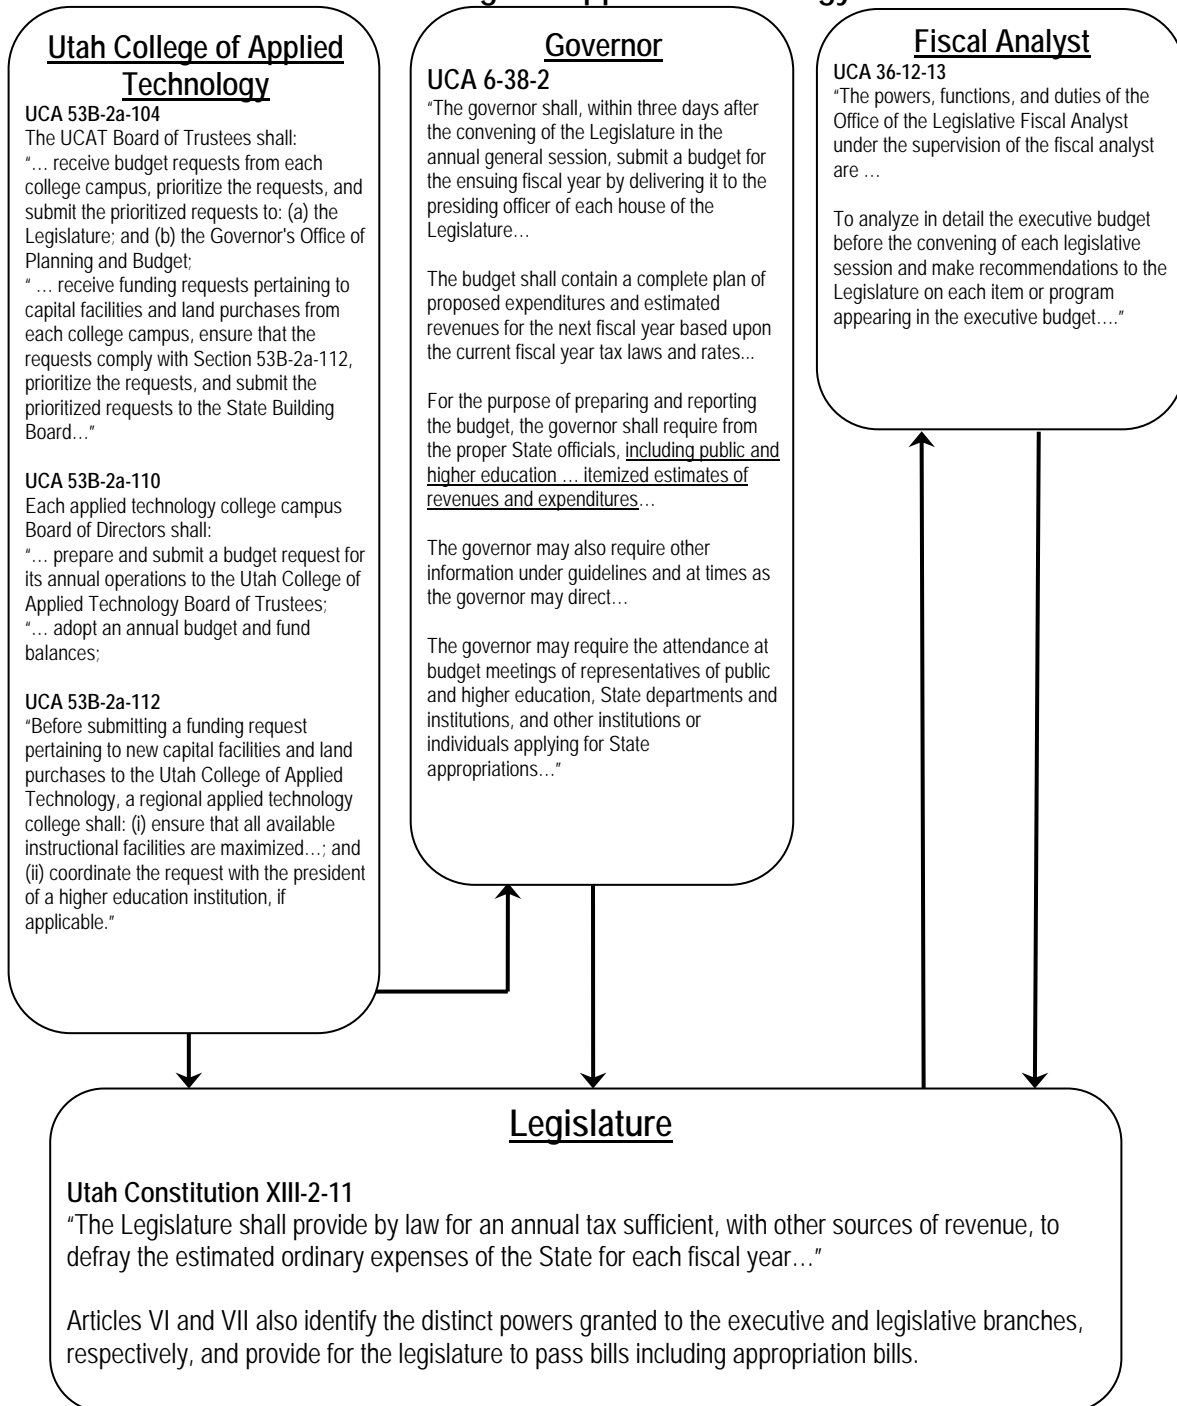 Utah College of Applied
Technology
UCA 53B-2a-104
The UCAT Board of Trustees shall:
"… receive budget requests from each
college campus, prioritize the requests, and
submit the prioritized requests to: (a) the
Legislature; and (b) the Governor's Office of
Planning and Budget;
" … receive funding requests pertaining to
capital facilities and land purchases from
each college campus, ensure that the
requests comply with Section 53B-2a-112,
prioritize the requests, and submit the
prioritized requests to the State Building
Board…"
UCA 53B-2a-110
Each applied technology college campus
Board of Directors shall:
"… prepare and submit a budget request for
its annual operations to the Utah College of
Applied Technology Board of Trustees;
"… adopt an annual budget and fund
balances;
UCA 53B-2a-112
"Before submitting a funding request
pertaining to new capital facilities and land
purchases to the Utah College of Applied
Technology, a regional applied technology
college shall: (i) ensure that all available
instructional facilities are maximized…; and
(ii) coordinate the request with the president
of a higher education institution, if
applicable."
Governor
UCA 6-38-2
"The governor shall, within three days after
the convening of the Legislature in the
annual general session, submit a budget for
the ensuing fiscal year by delivering it to the
presiding officer of each house of the
Legislature…
The budget shall contain a complete plan of
proposed expenditures and estimated
revenues for the next fiscal year based upon
the current fiscal year tax laws and rates...
For the purpose of preparing and reporting
the budget, the governor shall require from
the proper State officials, including public and
higher education … itemized estimates of
revenues and expenditures…
The governor may also require other
information under guidelines and at times as
the governor may direct…
The governor may require the attendance at
budget meetings of representatives of public
and higher education, State departments and
institutions, and other institutions or
individuals applying for State
appropriations…"
Fiscal Analyst
UCA 36-12-13
"The powers, functions, and duties of the
Office of the Legislative Fiscal Analyst
under the supervision of the fiscal analyst
are …
To analyze in detail the executive budget
before the convening of each legislative
session and make recommendations to the
Legislature on each item or program
appearing in the executive budget…."
Legislature
Utah Constitution XIII-2-11
"The Legislature shall provide by law for an annual tax sufficient, with other sources of revenue, to
defray the estimated ordinary expenses of the State for each fiscal year…"
Articles VI and VII also identify the distinct powers granted to the executive and legislative branches,
respectively, and provide for the legislature to pass bills including appropriation bills.